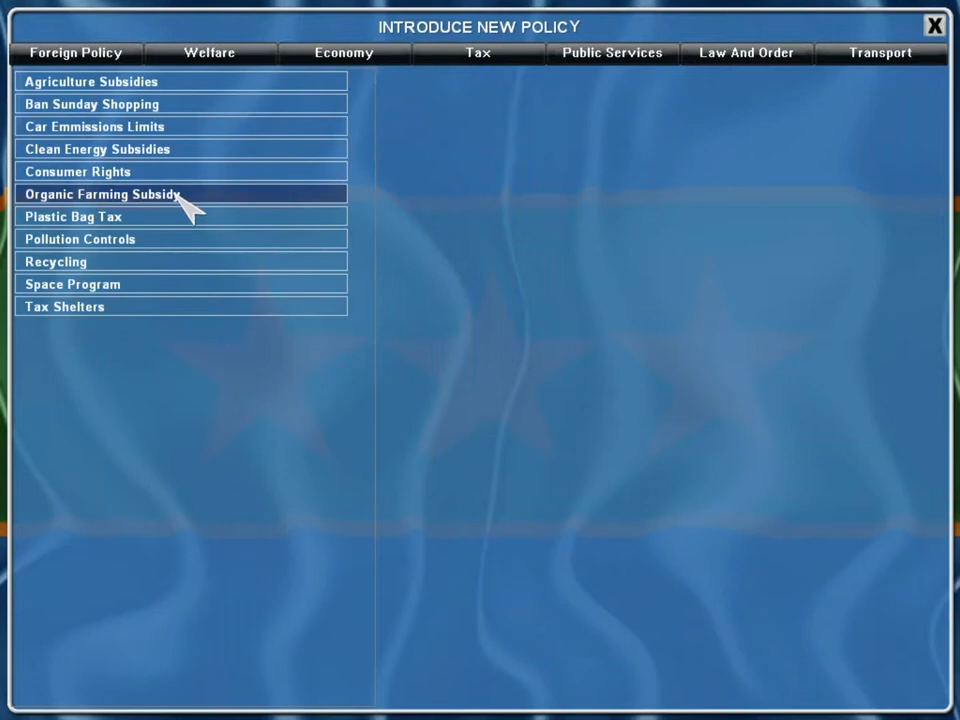 INTRODUCE NEW POLICY
X
Foreign Policy Welfare Economy Tax Public Services Law And Order Transport
Agriculture Subsidies
Ban Sunday Shopping
Car Emmissions Limits
Clean Energy Subsidies
Consumer Rights
Organic Farming Subsidy
Plastic Bag Tax
Pollution Controls
Recycling
Space Program
Tax Shelters